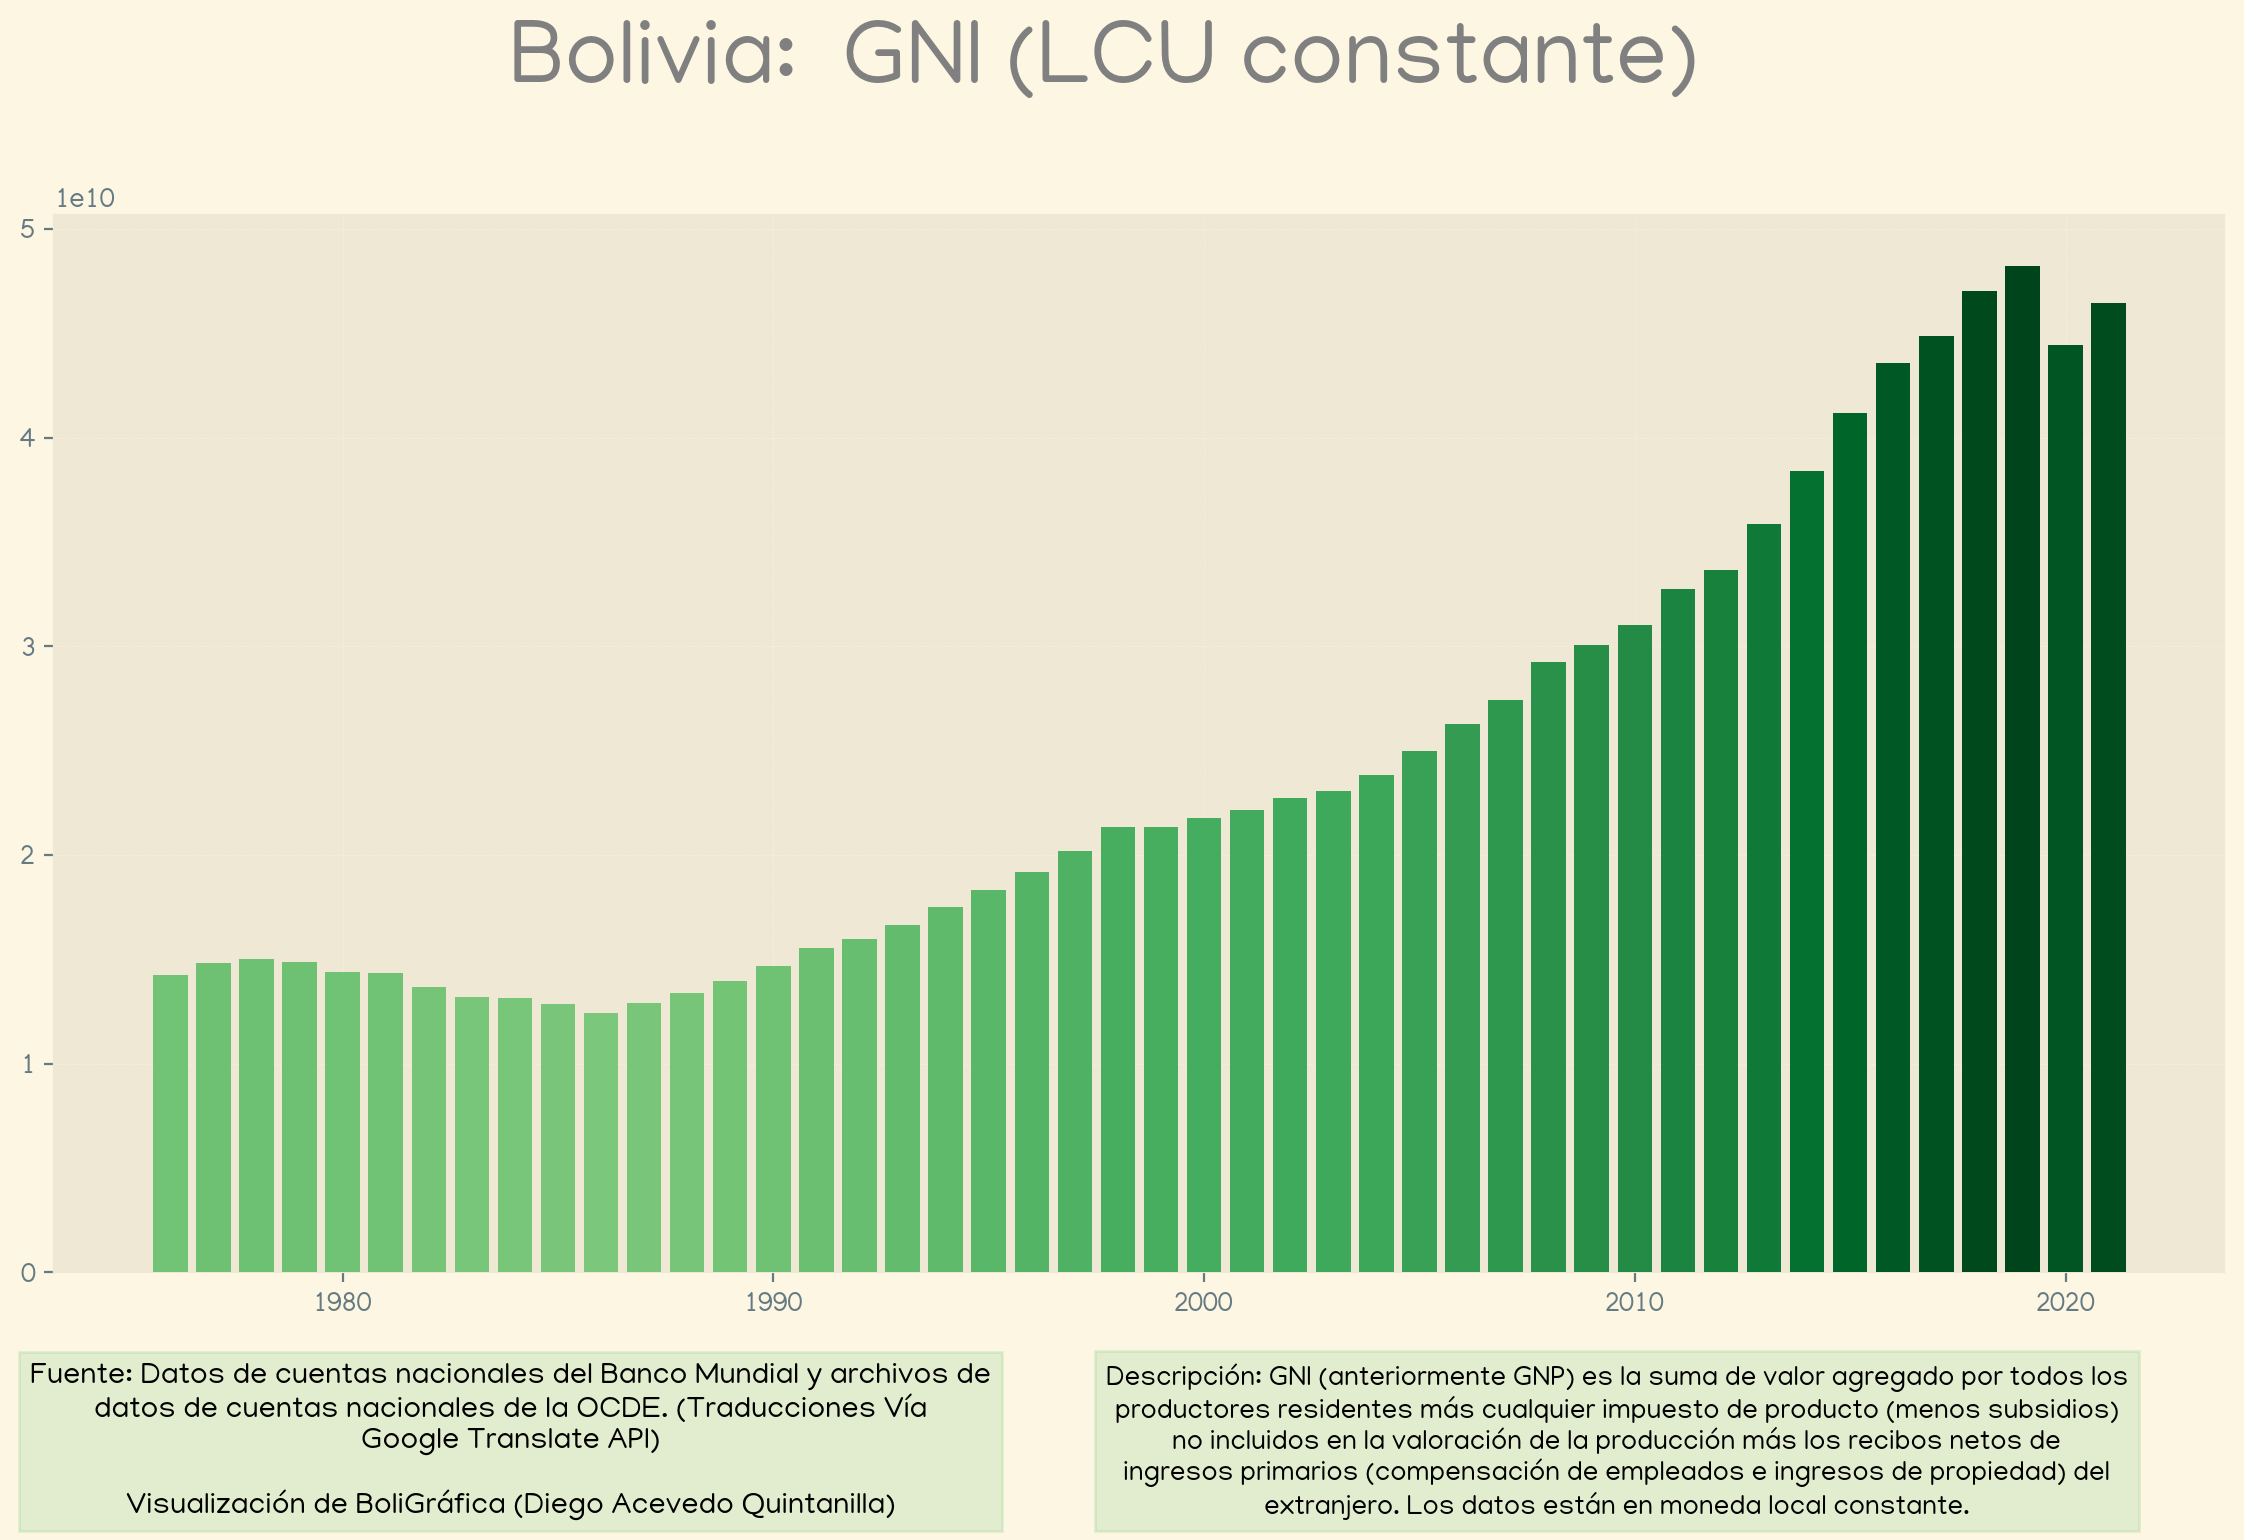 Bolivia: GNI (LCU constante)
1e10
5
4
3
2
1
0
1980 1990 2000 2010 2020
Fuente: Datos de cuentas nacionales del Banco Mundial y archivos de
datos de cuentas nacionales de la OCDE. (Traducciones Vía
Google Translate API)
Visualización de BoliGráfica (Diego Acevedo Quintanilla)
Descripción: GNI (anteriormente GNP) es la suma de valor agregado por todos los
productores residentes más cualquier impuesto de producto (menos subsidios)
no incluidos en la valoración de la producción más los recibos netos de
ingresos primarios (compensación de empleados e ingresos de propiedad) del
extranjero. Los datos están en moneda local constante.